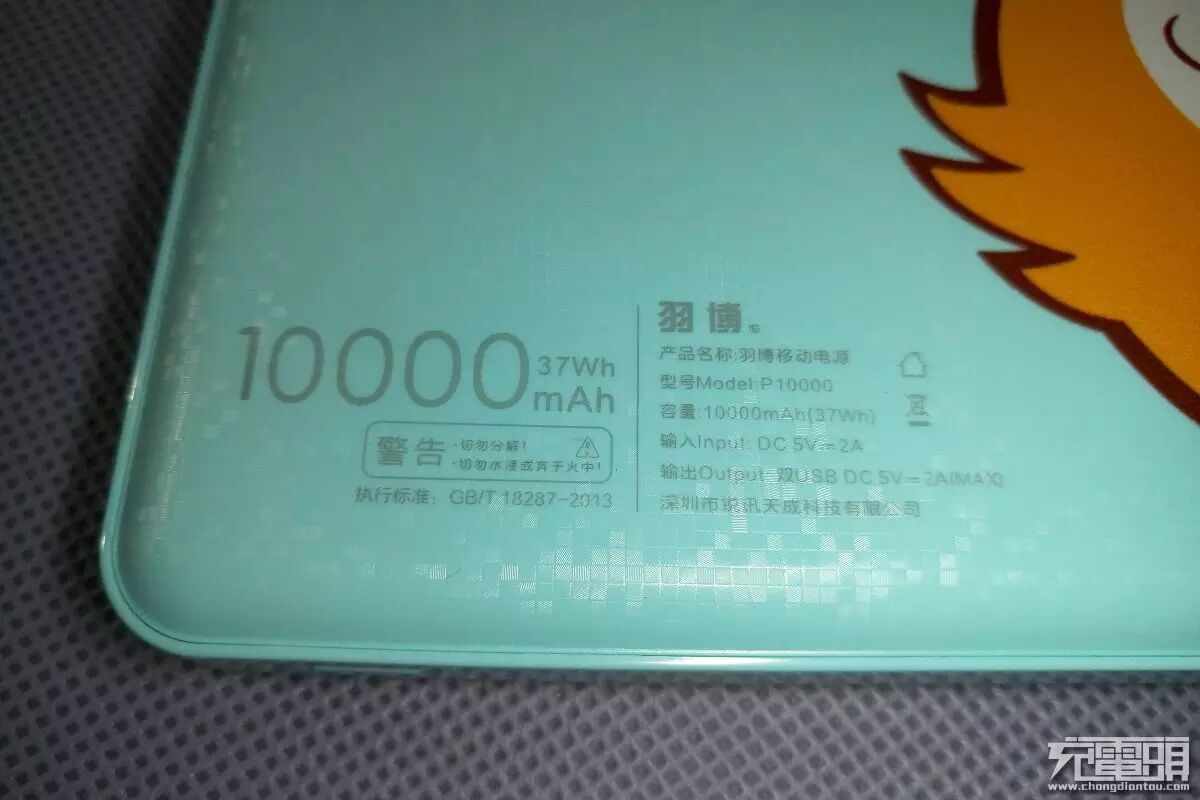 10000
37Wh
mAh
警告
·切勿分解!
·切勿水浸或弃于火中!
执行标准: GB/T 18287-2013
羽博®
产品名称:羽博移动电源
型号Model:P10000
容量:10000mAh(37Wh)
输入Input: DC 5V=2A
输出Output: 双USB DC 5V=2A(MAX)
深圳市锐讯天成科技有限公司
充電頭
www.chongdiantou.com